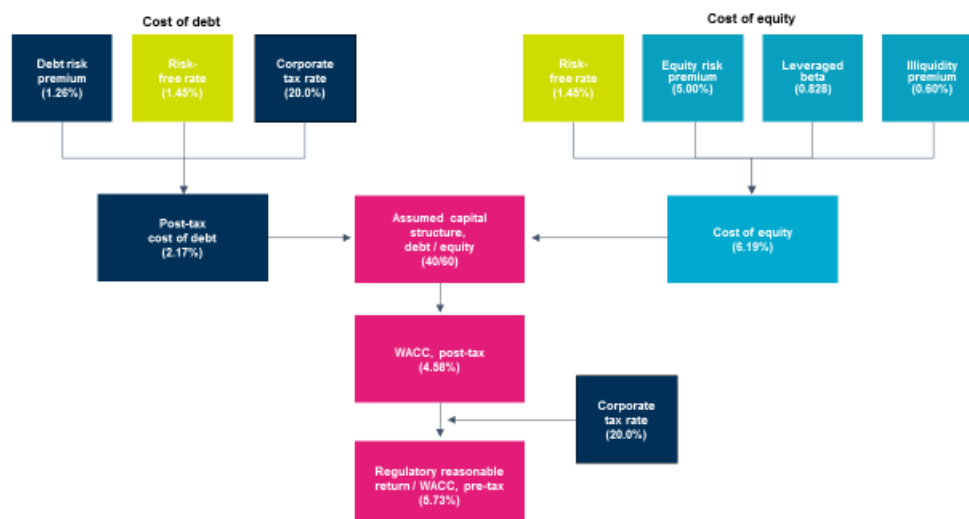 Cost of debt
Cost of equity
Debt risk
premium
(1.26%)
Risk-
free rate
(1.45%)
Corporate
tax rate
(20.0%)
Risk-
free rate
(1.45%)
Equity risk
premium
(5.00%)
Leveraged
beta
(0.828)
Illiquidity
premium
(0.60%)
Post-tax
cost of debt
(2.17%)
Assumed capital
structure,
debt / equity
(40/60)
Cost of equity
(6.19%)
WACC, post-tax
(4.58%)
Corporate
tax rate
(20.0%)
Regulatory reasonable
return / WACC, pre-tax
(5.73%)